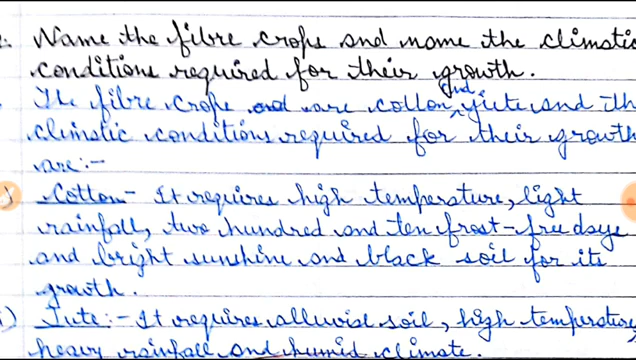 Name the fibre crops and name the climatic
conditions required for their growth.
and
The fibre crops are cotton, jute and th
climatic conditions required for their growth
are:-
) Cotton- It requires high temperature, light
rainfall, two hundred and ten frost-free days
and bright sunshine and black soil for its
growth.
i) Jute:- It requires alluvial soil, high temperature,
heavy rainfall and humid climate.